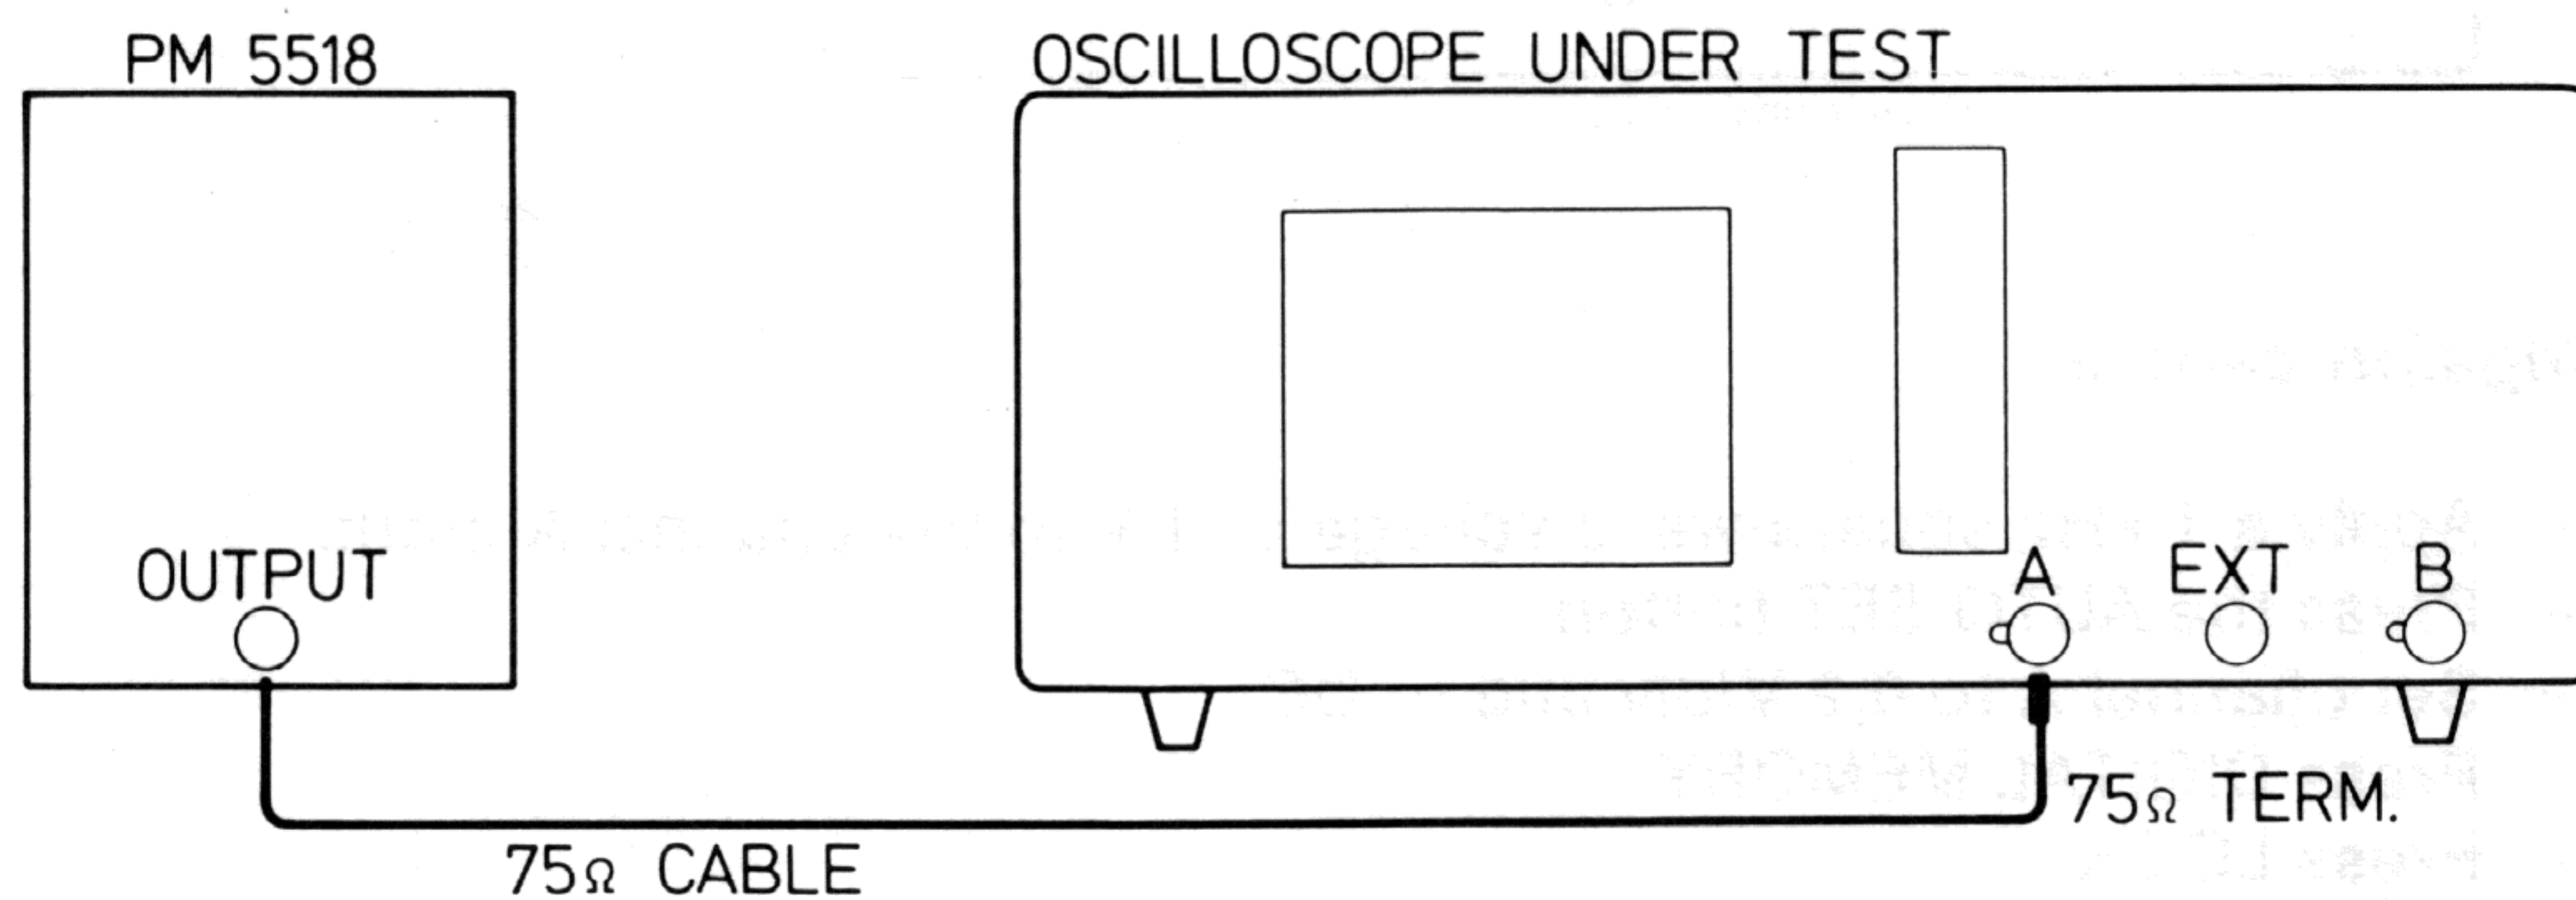 PM 5518
OSCILLOSCOPE UNDER TEST
OUTPUT
A
EXT
B
75Ω TERM.
75Ω CABLE